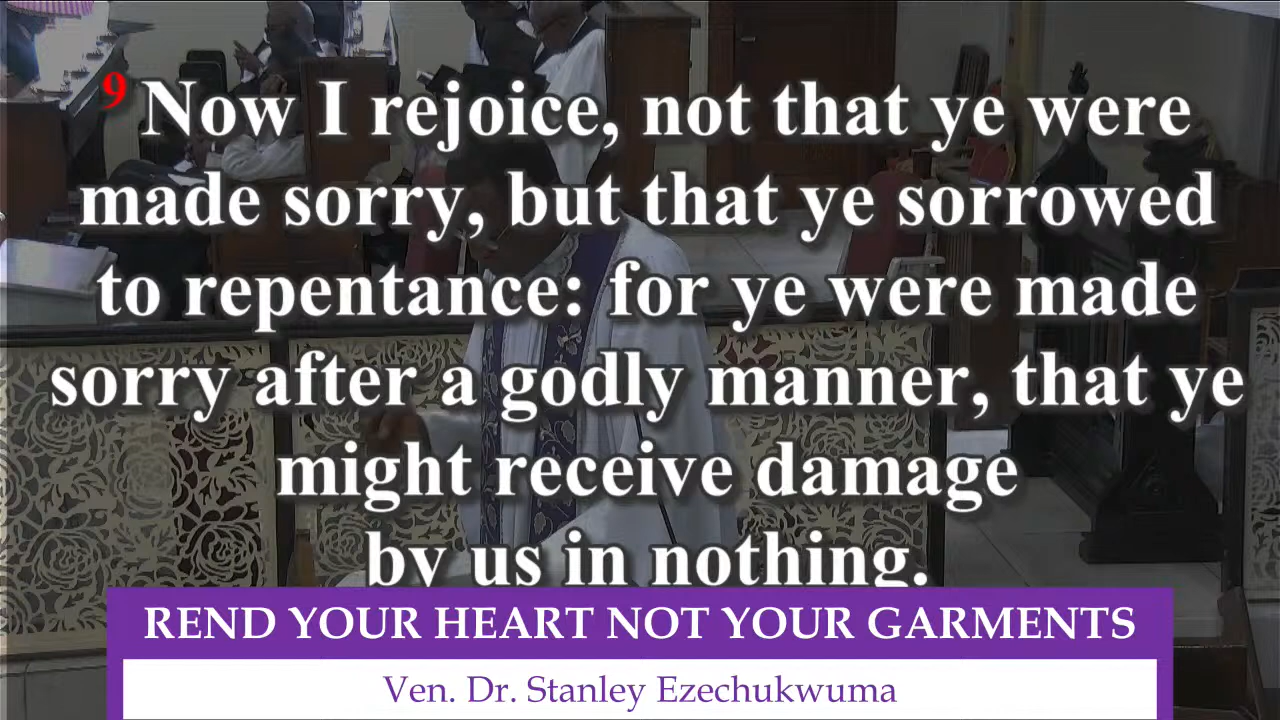 9 Now I rejoice, not that ye were
made sorry, but that ye sorrowed
to repentance: for ye were made
sorry after a godly manner, that ye
might receive damage
by us in nothing.
REND YOUR HEART NOT YOUR GARMENTS
Ven. Dr. Stanley Ezechukwuma